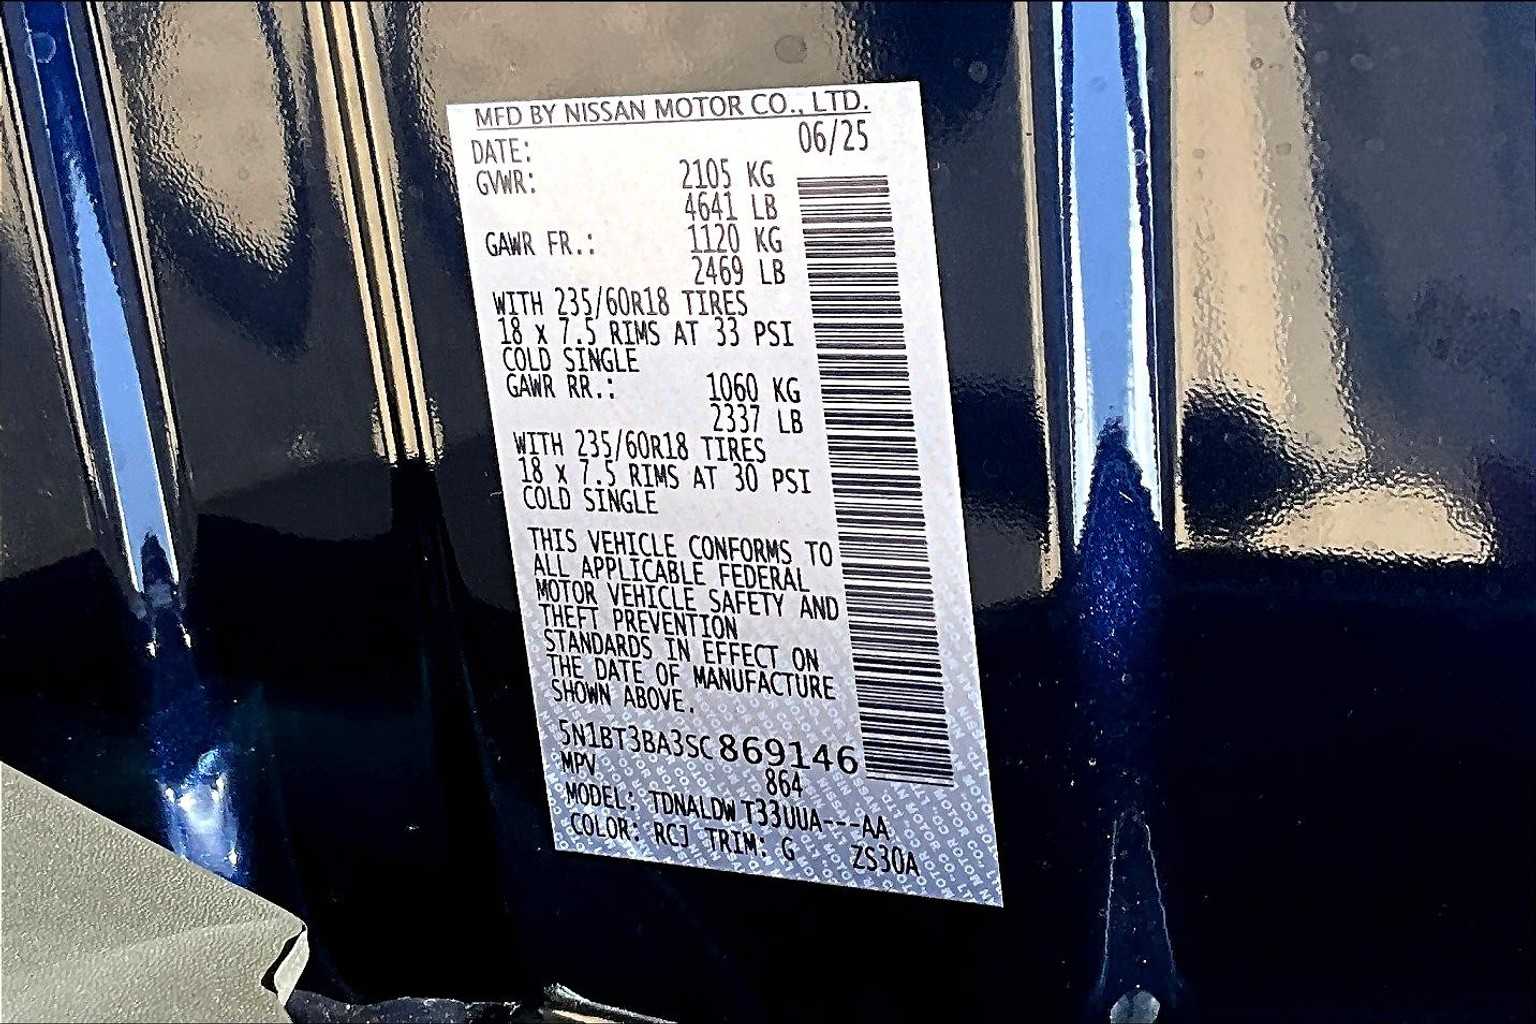 MFD BY NISSAN MOTOR CO., LTD.
DATE: 06/25
GVWR: 2105 KG
4641 LB
GAWR FR.: 1120 KG
2469 LB
WITH 235/60R18 TIRES
18 x 7.5 RIMS AT 33 PSI
COLD SINGLE
GAWR RR.: 1060 KG
2337 LB
WITH 235/60R18 TIRES
18 x 7.5 RIMS AT 30 PSI
COLD SINGLE
THIS VEHICLE CONFORMS TO
ALL APPLICABLE FEDERAL
MOTOR VEHICLE SAFETY AND
THEFT PREVENTION
STANDARDS IN EFFECT ON
THE DATE OF MANUFACTURE
SHOWN ABOVE.
5N1BT3BA3SC869146
MPV 864
MODEL: TDNALDW T33UUA---AA
COLOR: RCJ TRIM: G ZS30A